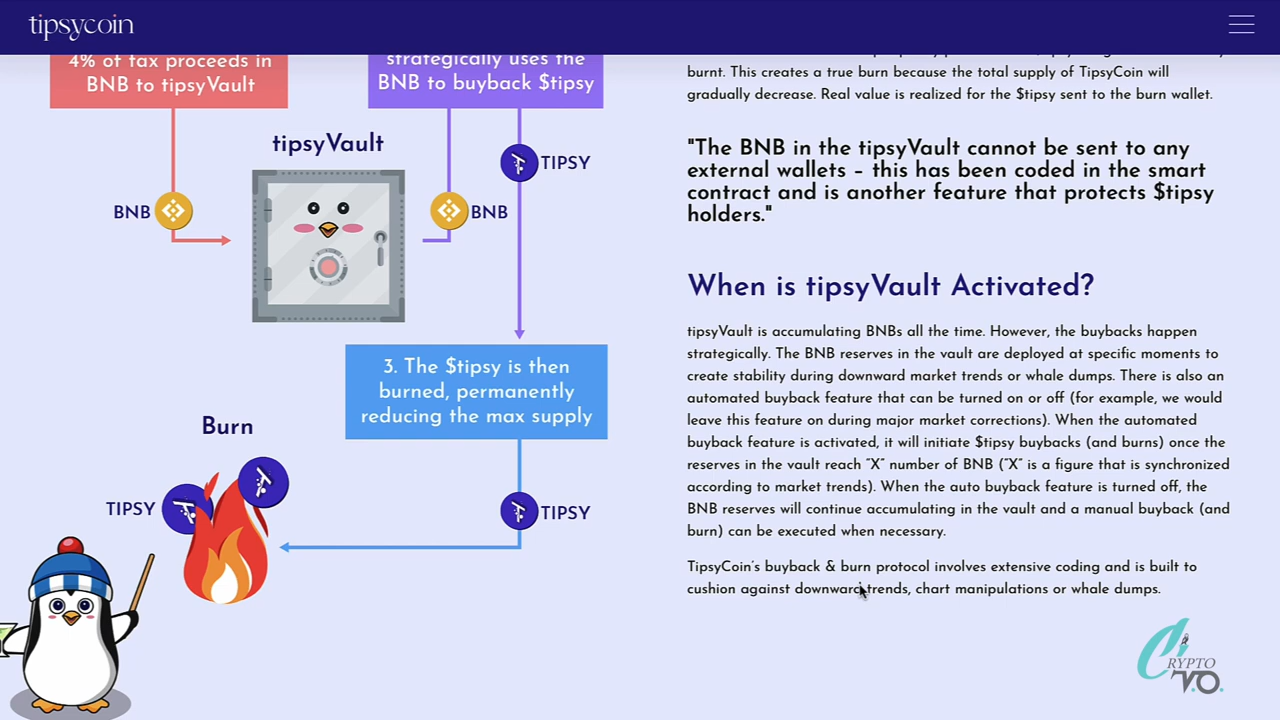 tipsycoin
4% of tax proceeds in
BNB to tipsyVault
strategically uses the
BNB to buyback $tipsy
tipsyVault
TIPSY
BNB
BNB
3. The $tipsy is then
burned, permanently
reducing the max supply
Burn
TIPSY
TIPSY
burnt. This creates a true burn because the total supply of TipsyCoin will
gradually decrease. Real value is realized for the $tipsy sent to the burn wallet.
"The BNB in the tipsyVault cannot be sent to any
external wallets – this has been coded in the smart
contract and is another feature that protects $tipsy
holders."
When is tipsyVault Activated?
tipsyVault is accumulating BNBs all the time. However, the buybacks happen
strategically. The BNB reserves in the vault are deployed at specific moments to
create stability during downward market trends or whale dumps. There is also an
automated buyback feature that can be turned on or off (for example, we would
leave this feature on during major market corrections). When the automated
buyback feature is activated, it will initiate $tipsy buybacks (and burns) once the
reserves in the vault reach "X" number of BNB ("X" is a figure that is synchronized
according to market trends). When the auto buyback feature is turned off, the
BNB reserves will continue accumulating in the vault and a manual buyback (and
burn) can be executed when necessary.
TipsyCoin's buyback & burn protocol involves extensive coding and is built to
cushion against downward trends, chart manipulations or whale dumps.
CRYPTO
V.O.